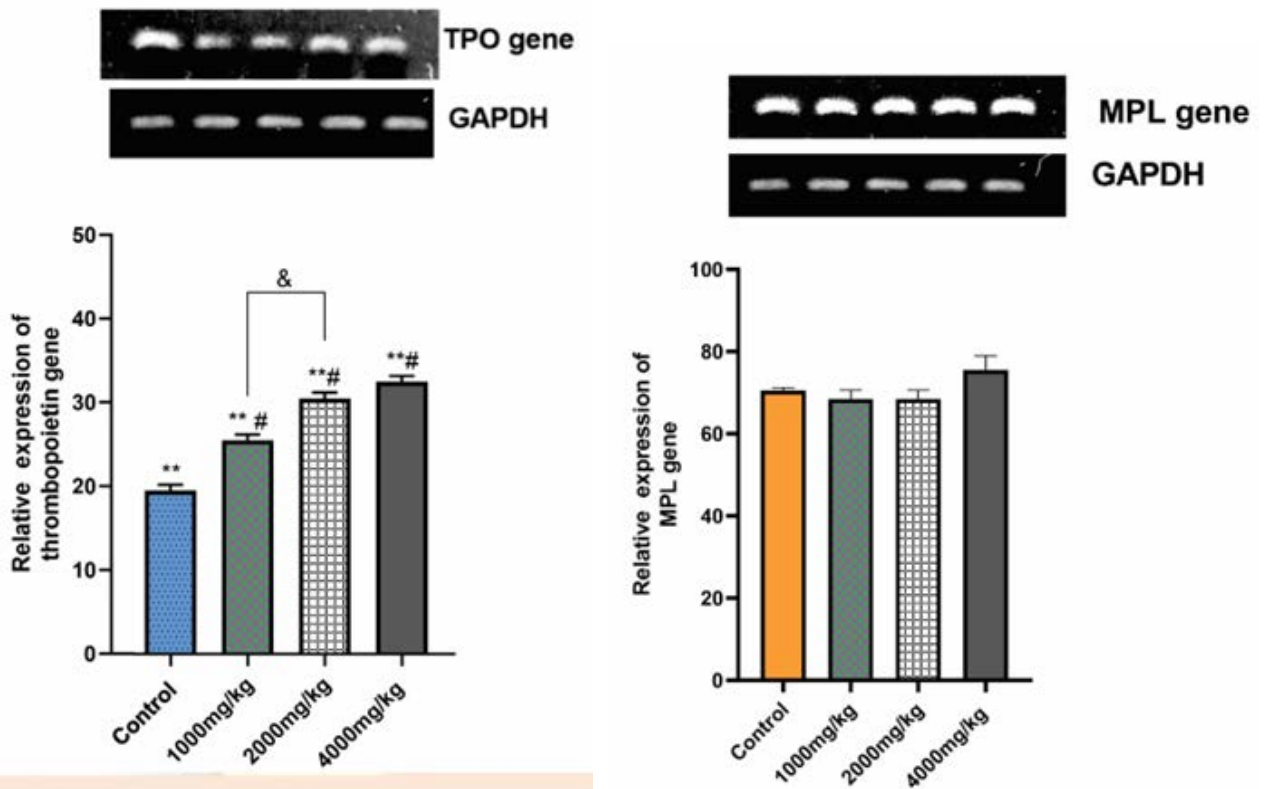 TPO gene
GAPDH
50
40
30
20
10
0
Relative expression of
thrombopoietin gene
&
**
** #
**#
**#
Control
1000mg/kg
2000mg/kg
4000mg/kg
MPL gene
GAPDH
100
80
60
40
20
0
Relative expression of
MPL gene
Control
1000mg/kg
2000mg/kg
4000mg/kg